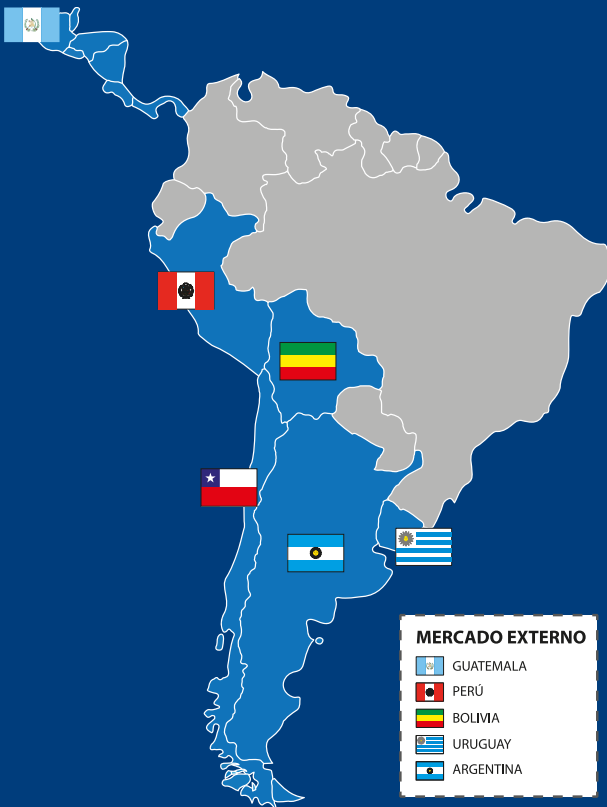 MERCADO EXTERNO
GUATEMALA
PERÚ
BOLIVIA
URUGUAY
ARGENTINA